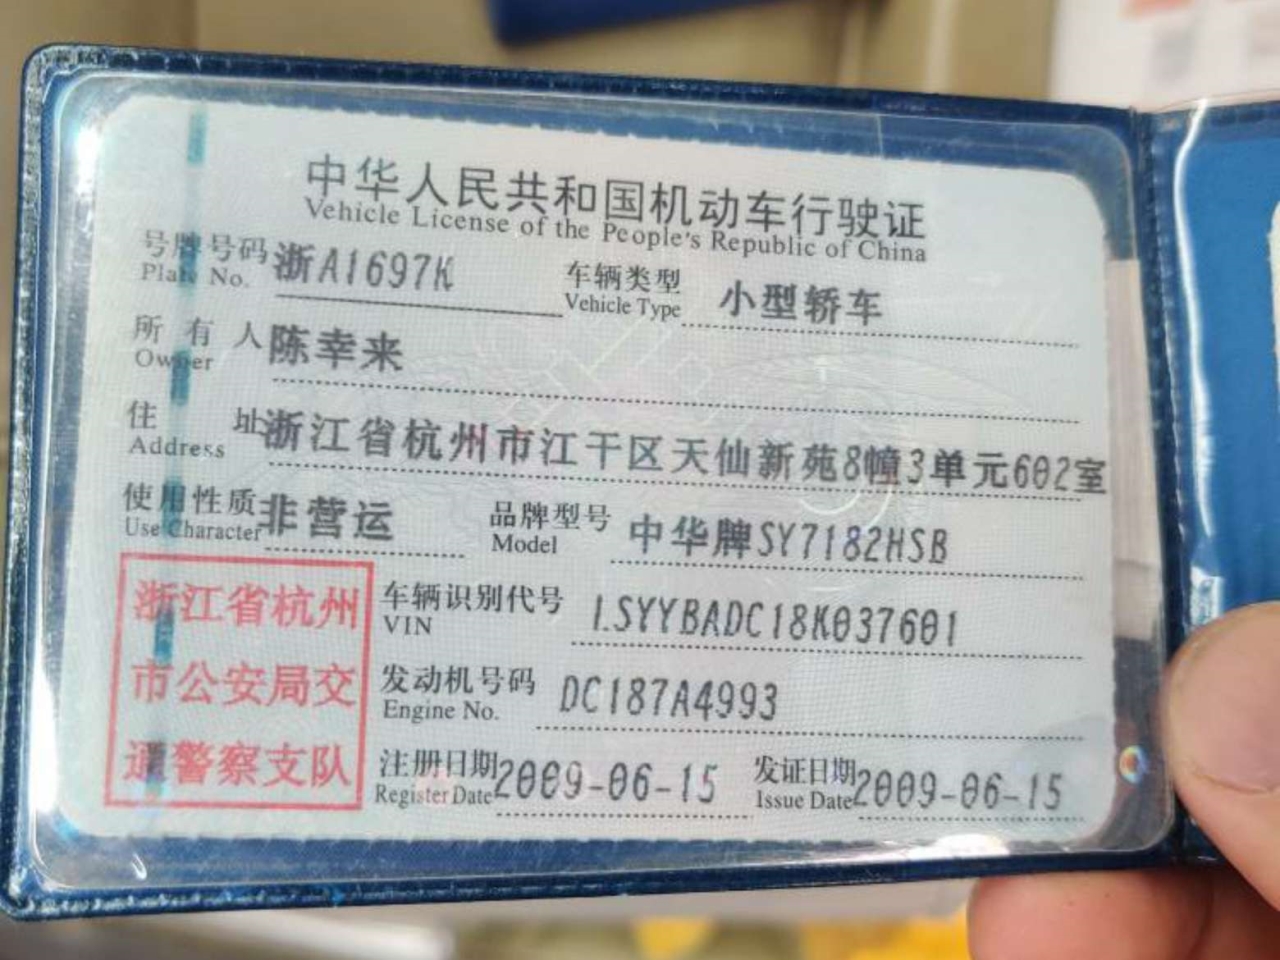 中华人民共和国机动车行驶证
Vehicle License of the People's Republic of China
号牌号码 浙A1697K 车辆类型 小型轿车
Plate No. Vehicle Type
所有人 陈幸来
Owner
住址 浙江省杭州市江干区天仙新苑8幢3单元602室
Address
使用性质 非营运 品牌型号 中华牌SY7182HSB
Use Character Model
浙江省杭州
市公安局交
通警察支队
车辆识别代号 LSYYBADC18K037601
VIN
发动机号码 DC187A4993
Engine No.
注册日期 2009-06-15 发证日期 2009-06-15
Register Date Issue Date